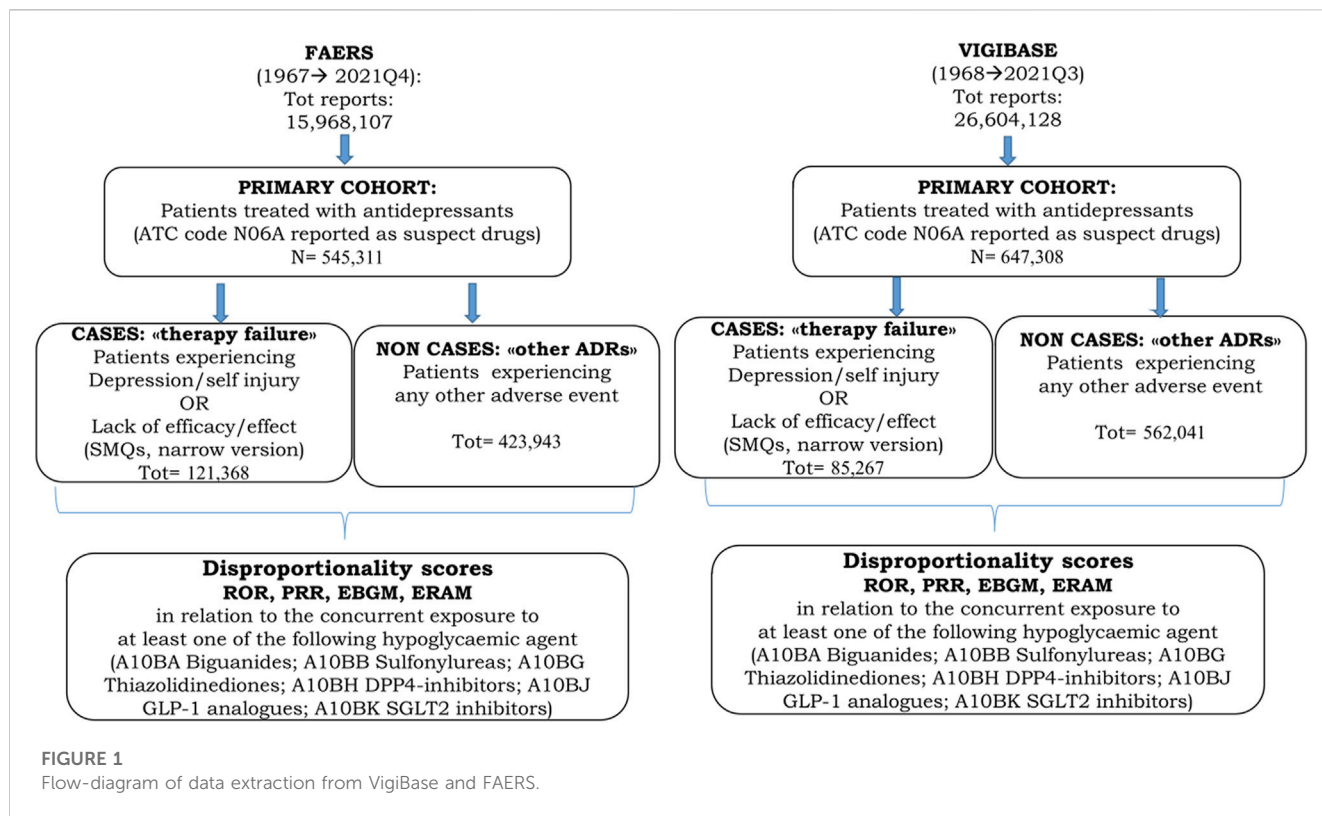 FAERS
(1967→ 2021Q4):
Tot reports:
15,968,107
PRIMARY COHORT:
Patients treated with antidepressants
(ATC code N06A reported as suspect drugs)
N= 545,311
CASES: «therapy failure»
Patients experiencing
Depression/self injury
OR
Lack of efficacy/effect
(SMQs, narrow version)
Tot= 121,368
NON CASES: «other ADRs»
Patients experiencing
any other adverse event
Tot= 423,943
Disproportionality scores
ROR, PRR, EBGM, ERAM
in relation to the concurrent exposure to
at least one of the following hypoglycaemic agent
(A10BA Biguanides; A10BB Sulfonylureas; A10BG
Thiazolidinediones; A10BH DPP4-inhibitors; A10BJ
GLP-1 analogues; A10BK SGLT2 inhibitors)
VIGIBASE
(1968→2021Q3)
Tot reports:
26,604,128
PRIMARY COHORT:
Patients treated with antidepressants
(ATC code N06A reported as suspect drugs)
N= 647,308
CASES: «therapy failure»
Patients experiencing
Depression/self injury
OR
Lack of efficacy/effect
(SMQs, narrow version)
Tot= 85,267
NON CASES: «other ADRs»
Patients experiencing
any other adverse event
Tot= 562,041
Disproportionality scores
ROR, PRR, EBGM, ERAM
in relation to the concurrent exposure to
at least one of the following hypoglycaemic agent
(A10BA Biguanides; A10BB Sulfonylureas; A10BG
Thiazolidinediones; A10BH DPP4-inhibitors; A10BJ
GLP-1 analogues; A10BK SGLT2 inhibitors)
FIGURE 1
Flow-diagram of data extraction from VigiBase and FAERS.